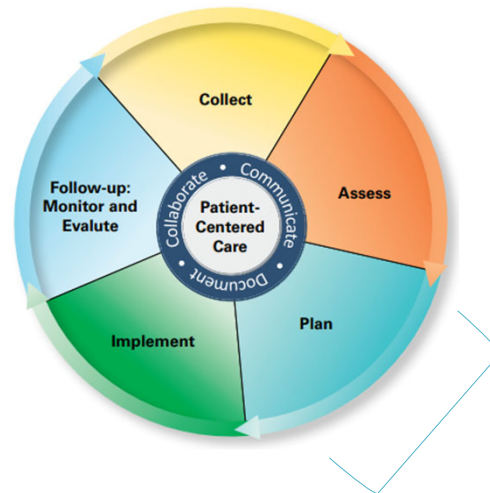 Collect
Assess
Plan
Implement
Follow-up:
Monitor and
Evalute
Collaborate • Communicate • Document •
Patient-
Centered
Care